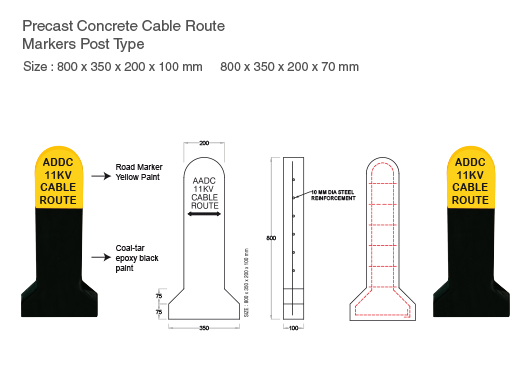 Precast Concrete Cable Route
Markers Post Type
Size : 800 x 350 x 200 x 100 mm 800 x 350 x 200 x 70 mm
ADDC
11KV
CABLE
ROUTE
Road Marker
Yellow Paint
Coal-tar
epoxy black
paint
200
AADC
11KV
CABLE
ROUTE
75
75
350
SIZE : 800 x 350 x 200 x 100 mm
800
10 MM DIA STEEL
REINFORCEMENT
100
ADDC
11KV
CABLE
ROUTE